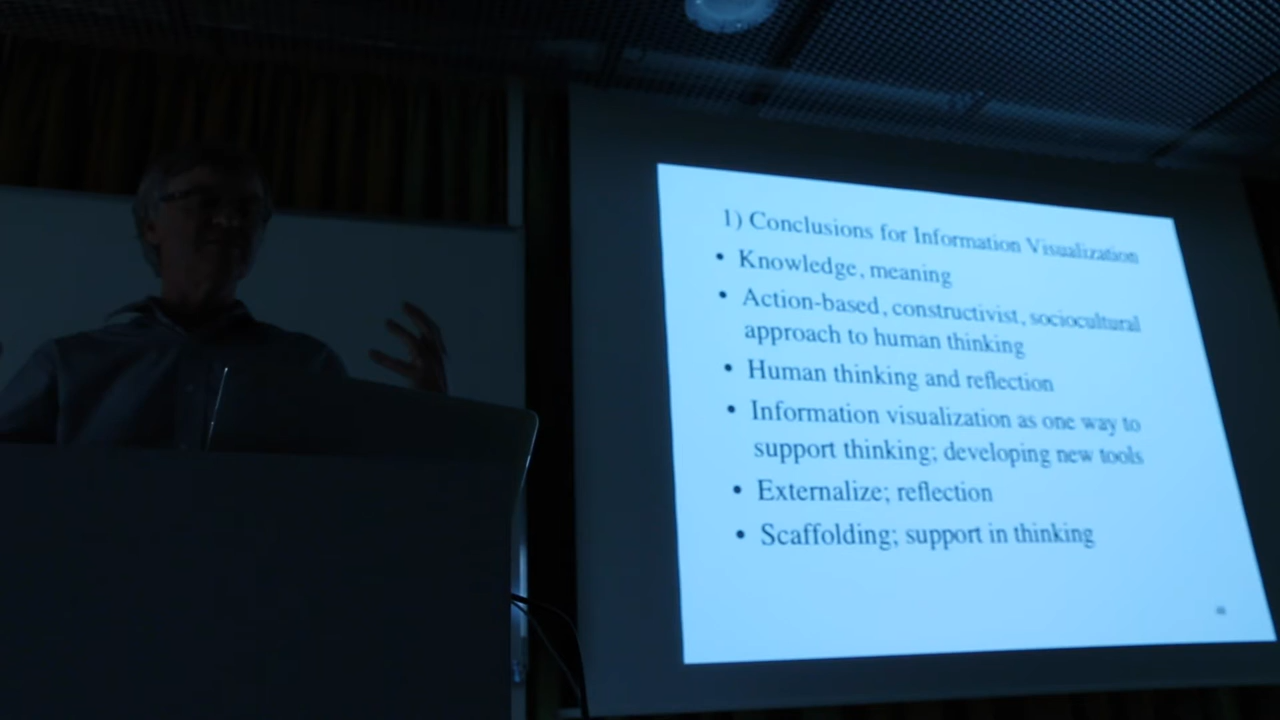 1) Conclusions for Information Visualization
• Knowledge, meaning
• Action-based, constructivist, sociocultural
approach to human thinking
• Human thinking and reflection
• Information visualization as one way to
support thinking; developing new tools
• Externalize; reflection
• Scaffolding; support in thinking